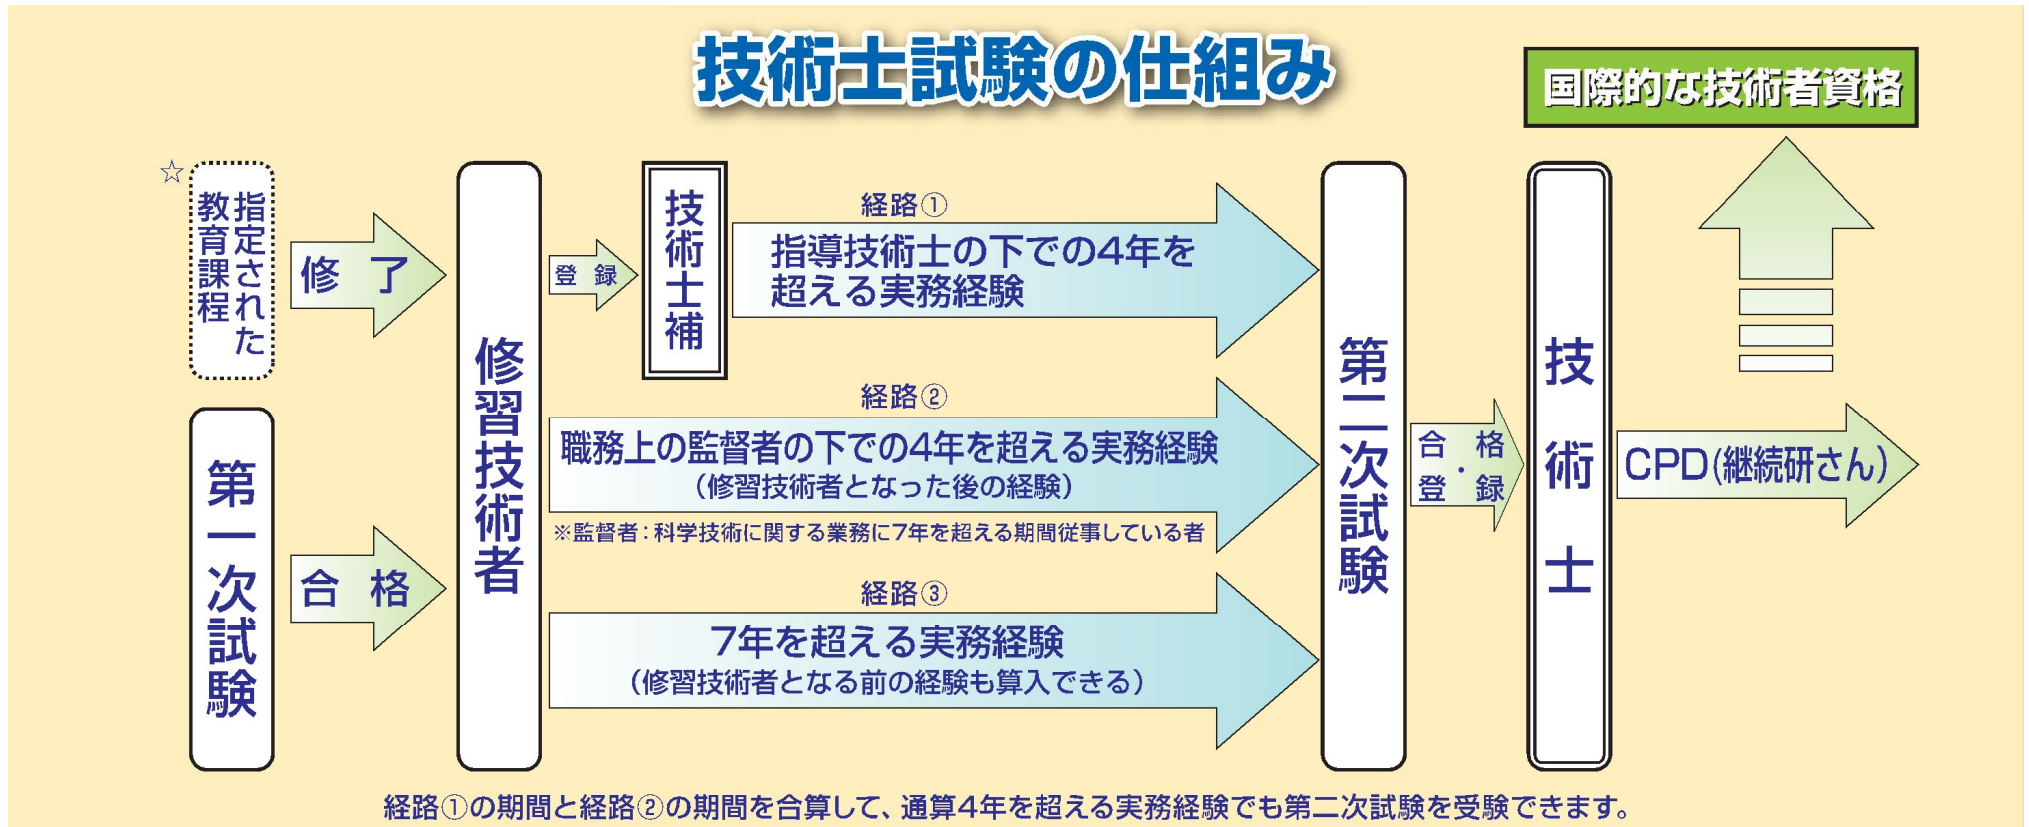 技術士試験の仕組み
国際的な技術者資格
☆
指定された
教育課程
修了
第一次試験
合格
修習技術者
登録
技術士補
経路①
指導技術士の下での4年を
超える実務経験
経路②
職務上の監督者の下での4年を超える実務経験
（修習技術者となった後の経験）
※監督者：科学技術に関する業務に7年を超える期間従事している者
経路③
7年を超える実務経験
（修習技術者となる前の経験も算入できる）
第二次試験
合格
・
登録
技術士
CPD(継続研さん)
経路①の期間と経路②の期間を合算して、通算4年を超える実務経験でも第二次試験を受験できます。